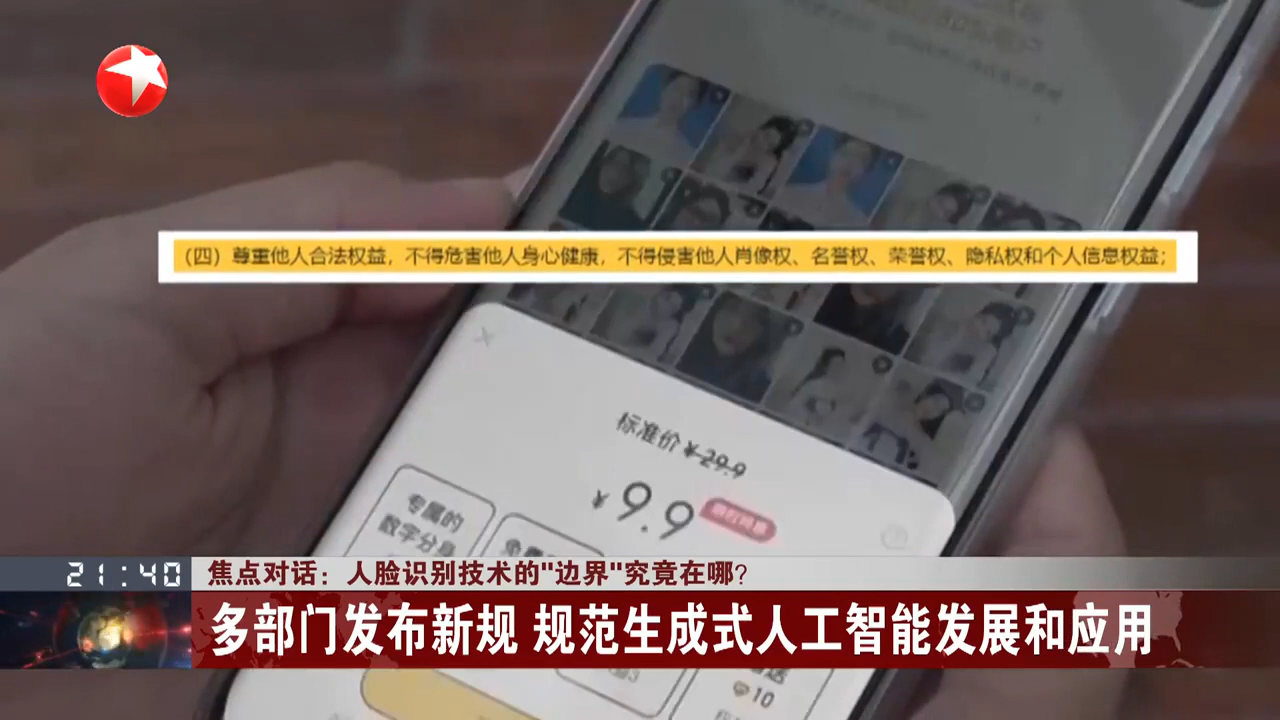 (四)尊重他人合法权益,不得危害他人身心健康,不得侵害他人肖像权、名誉权、荣誉权、隐私权和个人信息权益;
标准价 ¥29.9
¥ 9.9
专属的
数字分身
10
21:40
焦点对话:人脸识别技术的"边界"究竟在哪?
多部门发布新规 规范生成式人工智能发展和应用